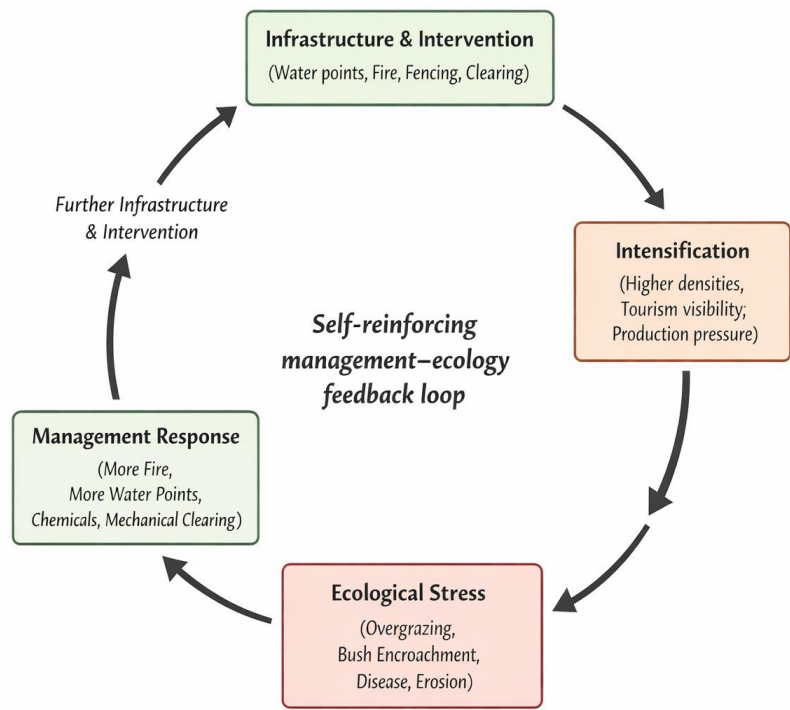 Infrastructure & Intervention
(Water points, Fire, Fencing, Clearing)
Further Infrastructure
& Intervention
Intensification
(Higher densities,
Tourism visibility;
Production pressure)
Self-reinforcing
management–ecology
feedback loop
Management Response
(More Fire,
More Water Points,
Chemicals, Mechanical Clearing)
Ecological Stress
(Overgrazing,
Bush Encroachment,
Disease, Erosion)